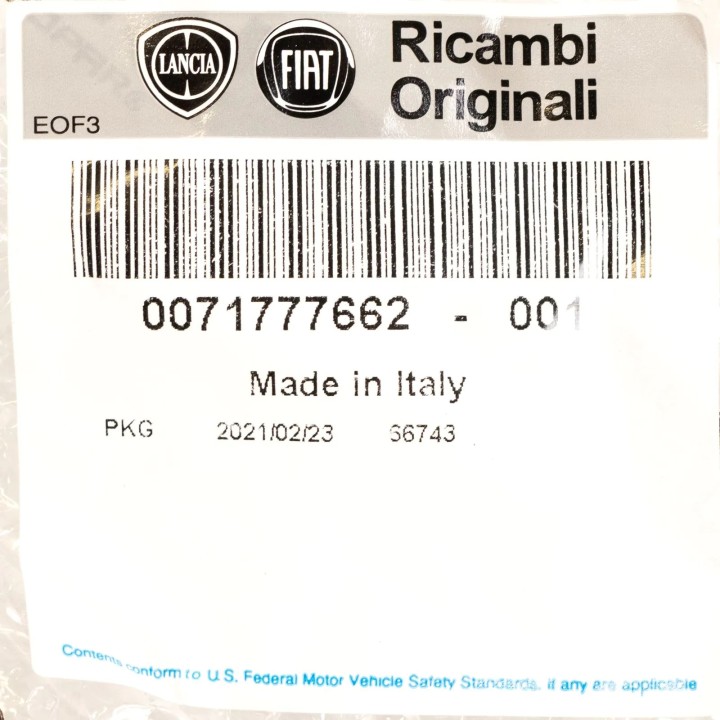 LANCIA FIAT Ricambi
Originali
EOF3
0071777662 - 001
Made in Italy
PKG 2021/02/23 66743
Contents conform to U.S. Federal Motor Vehicle Safety Standards, if any are applicable